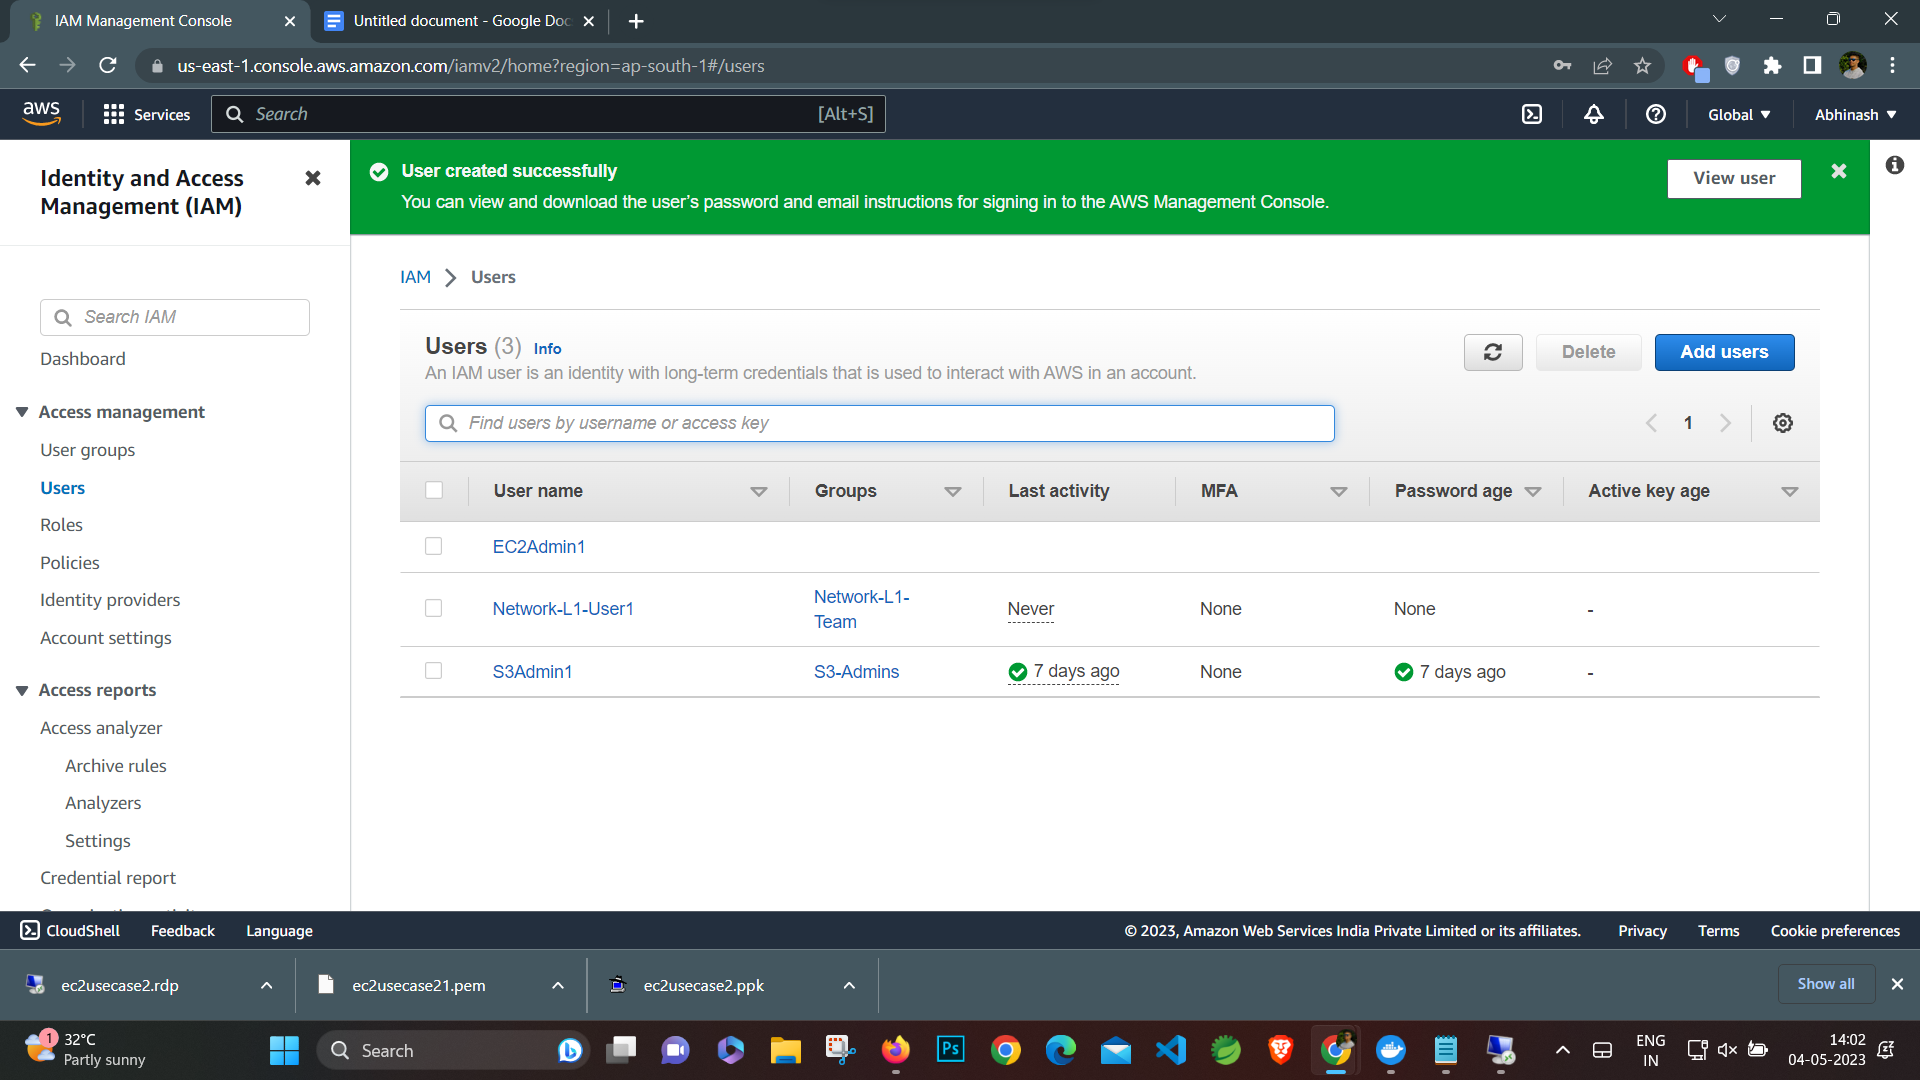 IAM Management Console
Untitled document - Google Doc
us-east-1.console.aws.amazon.com/iamv2/home?region=ap-south-1#/users
aws
Services
Search
[Alt+S]
Global
Abhinash
Identity and Access
Management (IAM)
User created successfully
You can view and download the user's password and email instructions for signing in to the AWS Management Console.
View user
Search IAM
Dashboard
Access management
User groups
Users
Roles
Policies
Identity providers
Account settings
Access reports
Access analyzer
Archive rules
Analyzers
Settings
Credential report
IAM
Users
Users (3) Info
An IAM user is an identity with long-term credentials that is used to interact with AWS in an account.
Delete
Add users
Find users by username or access key
1
User name Groups Last activity MFA Password age Active key age
EC2Admin1
Network-L1-User1 Network-L1-
Team Never None None -
S3Admin1 S3-Admins 7 days ago None 7 days ago -
CloudShell Feedback Language
© 2023, Amazon Web Services India Private Limited or its affiliates. Privacy Terms Cookie preferences
ec2usecase2.rdp
ec2usecase21.pem
ec2usecase2.ppk
Show all
1
32°C
Partly sunny
Search
Ps
ENG
IN
14:02
04-05-2023